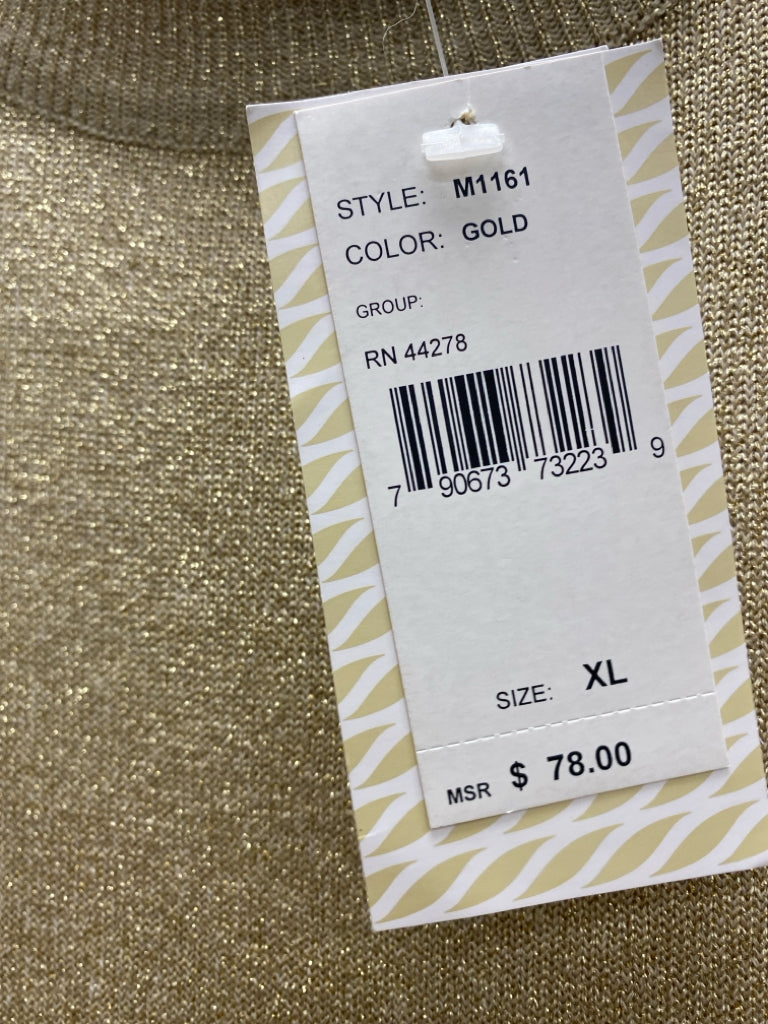 STYLE: M1161
COLOR: GOLD
GROUP:
RN 44278
7 90673 73223 9
SIZE: XL
MSR $ 78.00